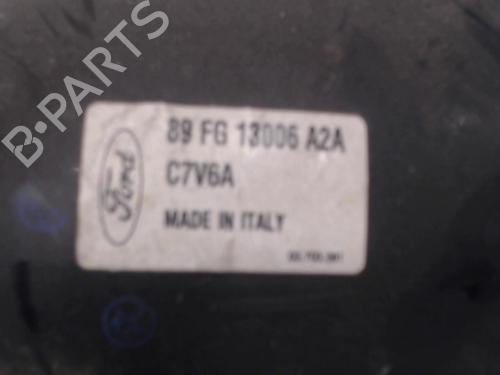 B-PARTS
Ford
89 FG 13006 A2A
C7V6A
MADE IN ITALY